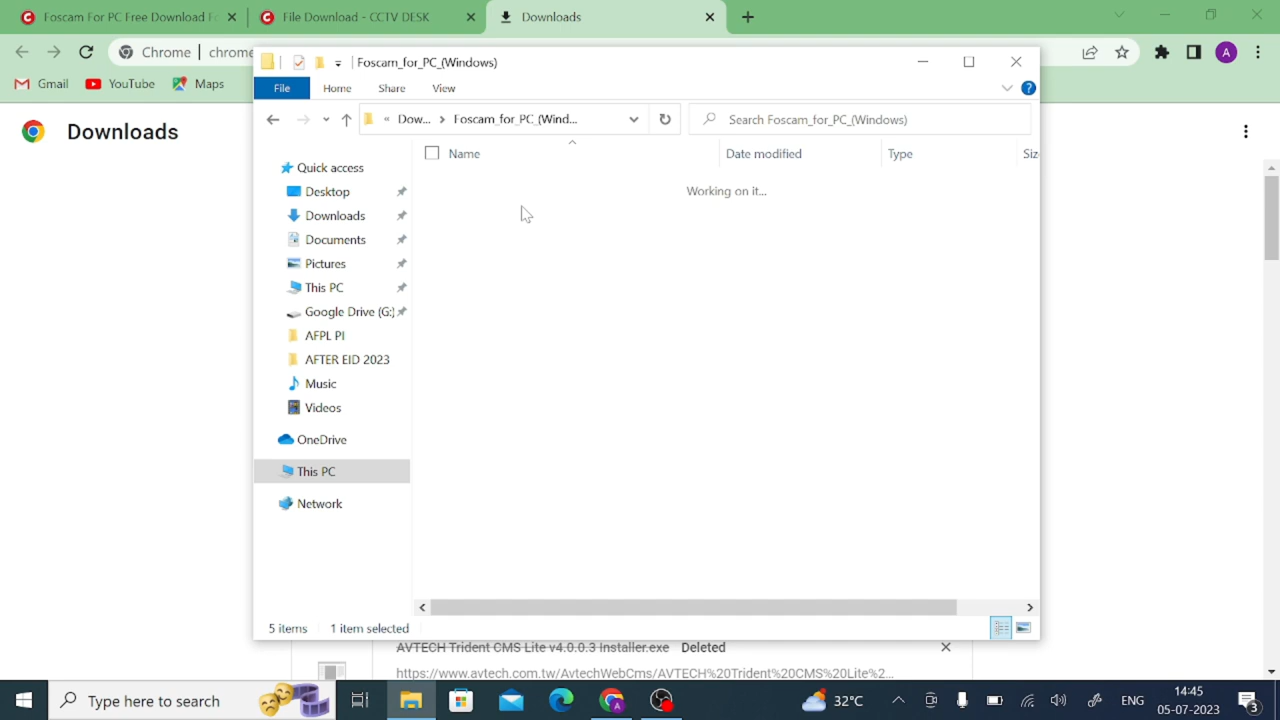 Foscam For PC Free Download Fo
File Download - CCTV DESK
Downloads
Chrome | chrome
A
Gmail
YouTube
Maps
Foscam_for_PC_(Windows)
File
Home
Share
View
« Dow... > Foscam_for_PC_(Wind...
Search Foscam_for_PC_(Windows)
Downloads
Name
Date modified
Type
Siz
Working on it...
Quick access
Desktop
Downloads
Documents
Pictures
This PC
Google Drive (G:)
AFPL PI
AFTER EID 2023
Music
Videos
OneDrive
This PC
Network
5 items
1 item selected
AVTECH Trident CMS Lite v4.0.0.3 Installer.exe Deleted
https://www.avtech.com.tw/AvtechWebCms/AVTECH%20Trident%20CMS%20Lite%2...
Type here to search
32°C
ENG
14:45
05-07-2023
3